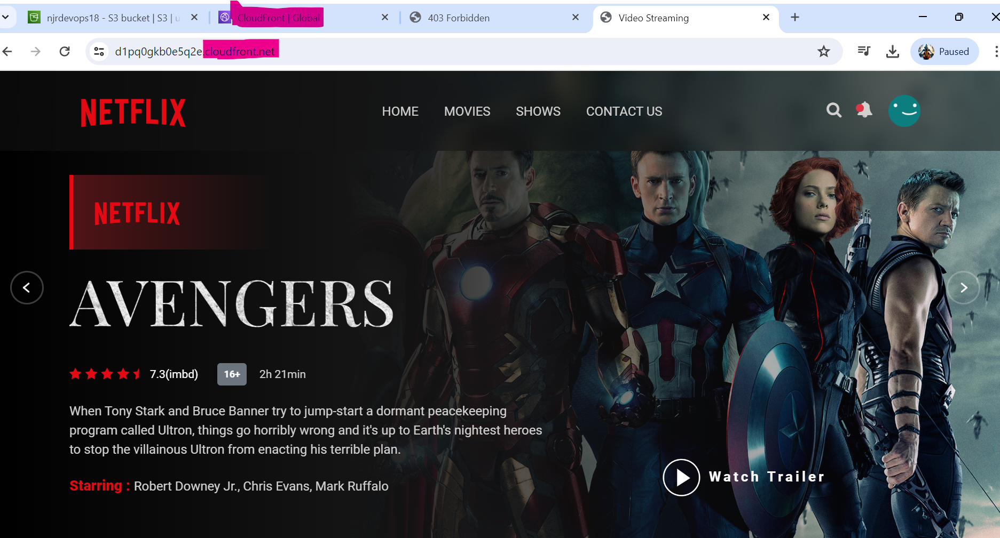 njrdevops18 - S3 bucket | S3 | u
CloudFront | Global
403 Forbidden
Video Streaming
d1pq0gkb0e5q2e.cloudfront.net
Paused
NETFLIX
HOME
MOVIES
SHOWS
CONTACT US
NETFLIX
AVENGERS
7.3(imbd)
16+
2h 21min
When Tony Stark and Bruce Banner try to jump-start a dormant peacekeeping
program called Ultron, things go horribly wrong and it's up to Earth's nightest heroes
to stop the villainous Ultron from enacting his terrible plan.
Starring : Robert Downey Jr., Chris Evans, Mark Ruffalo
Watch Trailer